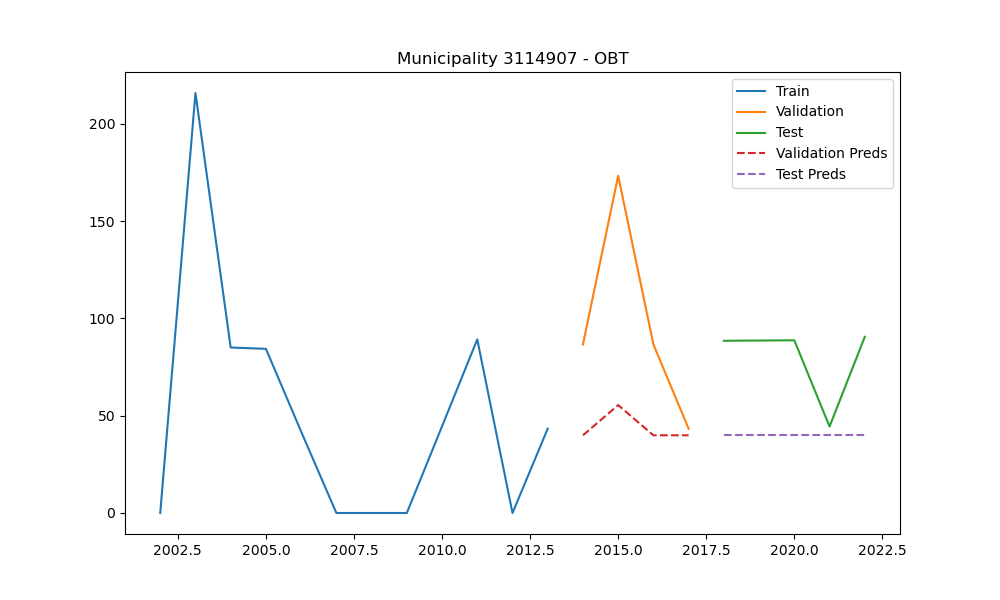 Municipality 3114907 - OBT
Train
Validation
Test
Validation Preds
Test Preds
200
150
100
50
0
2002.5 2005.0 2007.5 2010.0 2012.5 2015.0 2017.5 2020.0 2022.5